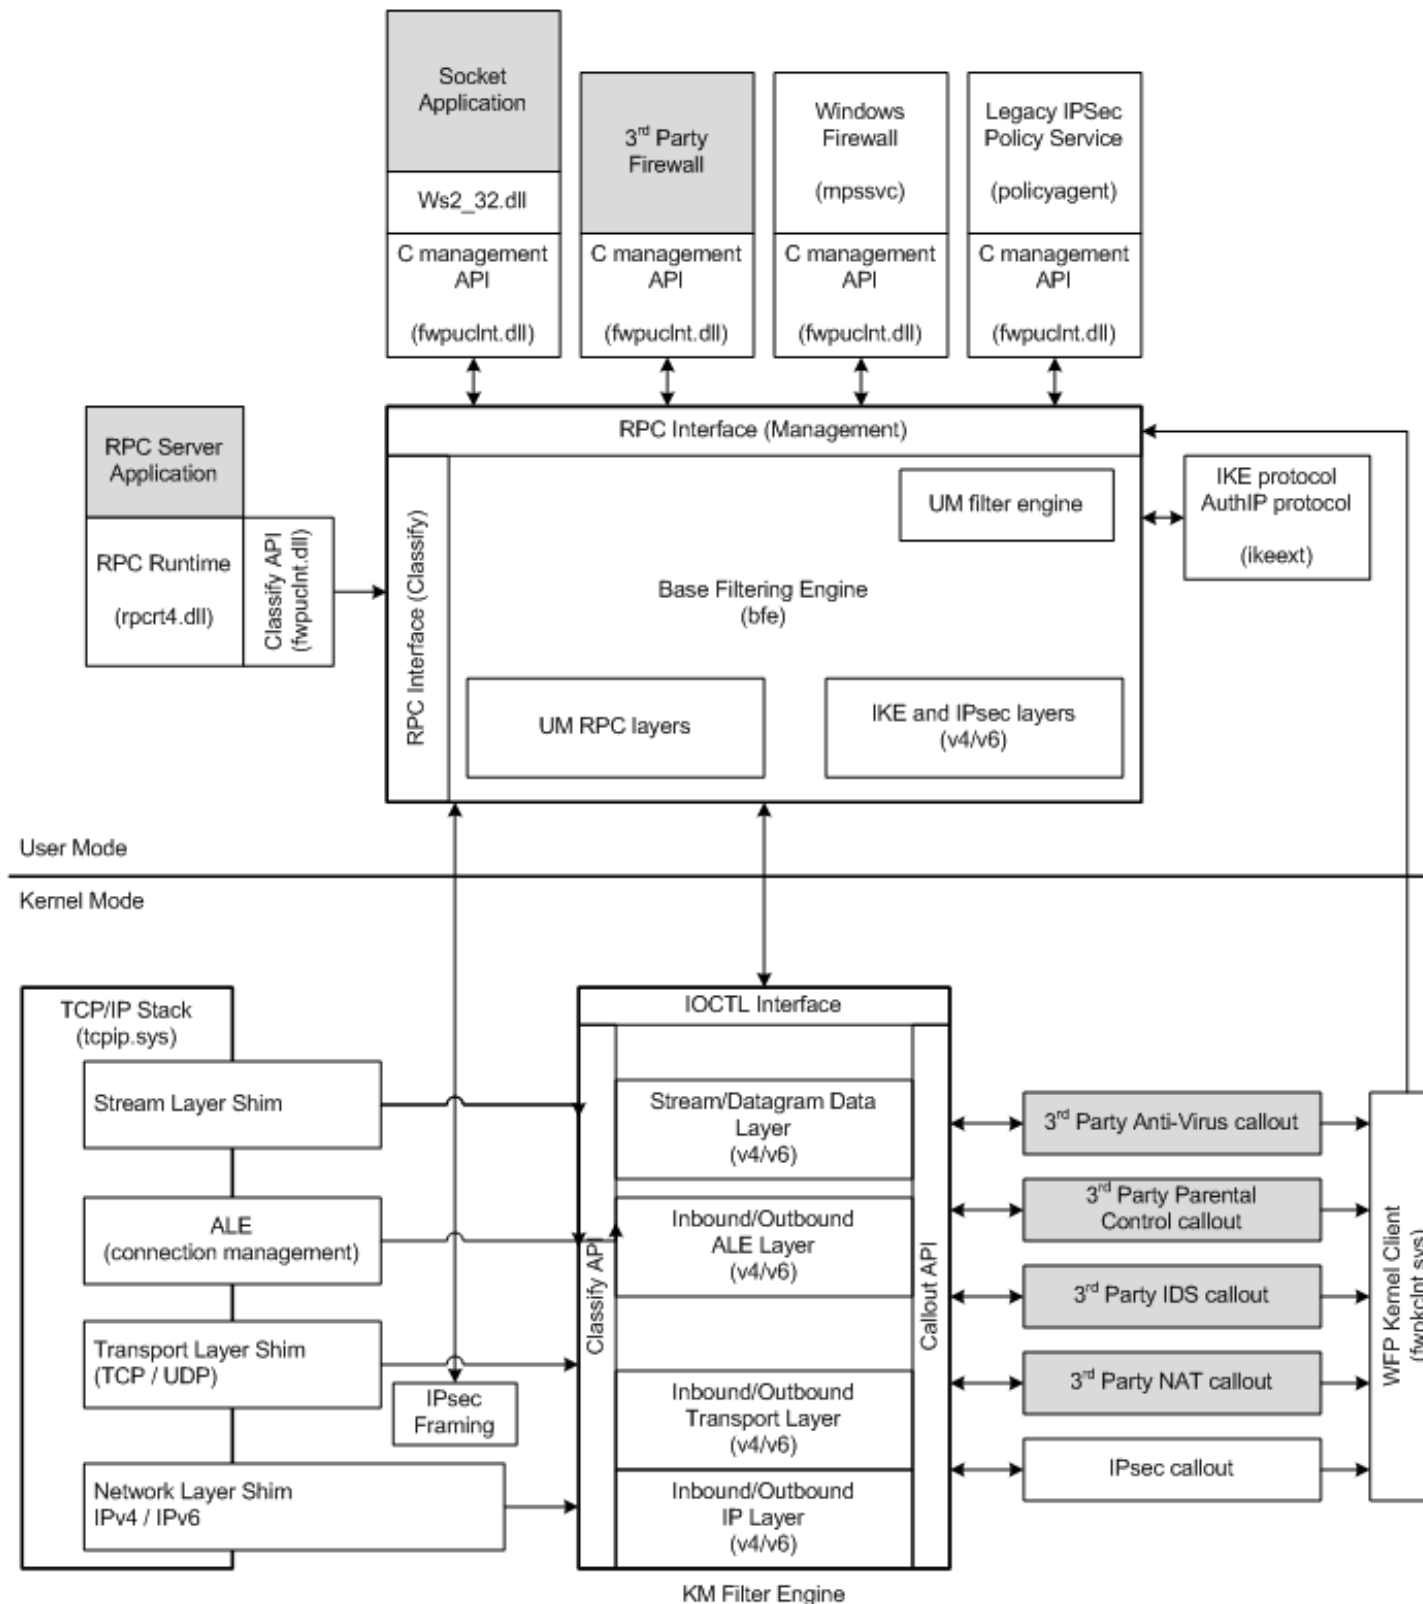 Socket
Application
Ws2_32.dll
C management
API
(fwpuclnt.dll)
3rd Party
Firewall
C management
API
(fwpuclnt.dll)
Windows
Firewall
(mpssvc)
C management
API
(fwpuclnt.dll)
Legacy IPSec
Policy Service
(policyagent)
C management
API
(fwpuclnt.dll)
RPC Server
Application
RPC Runtime
(rpcrt4.dll)
Classify API
(fwpuclnt.dll)
RPC Interface (Management)
RPC Interface (Classify)
UM filter engine
Base Filtering Engine
(bfe)
UM RPC layers
IKE and IPsec layers
(v4/v6)
IKE protocol
AuthIP protocol
(ikeext)
User Mode
Kernel Mode
TCP/IP Stack
(tcpip.sys)
Stream Layer Shim
ALE
(connection management)
Transport Layer Shim
(TCP / UDP)
Network Layer Shim
IPv4 / IPv6
IPsec
Framing
IOCTL Interface
Classify API
Stream/Datagram Data
Layer
(v4/v6)
Inbound/Outbound
ALE Layer
(v4/v6)
Inbound/Outbound
Transport Layer
(v4/v6)
Inbound/Outbound
IP Layer
(v4/v6)
Callout API
KM Filter Engine
3rd Party Anti-Virus callout
3rd Party Parental
Control callout
3rd Party IDS callout
3rd Party NAT callout
IPsec callout
WFP Kernel Client
(fwpkclnt.sys)